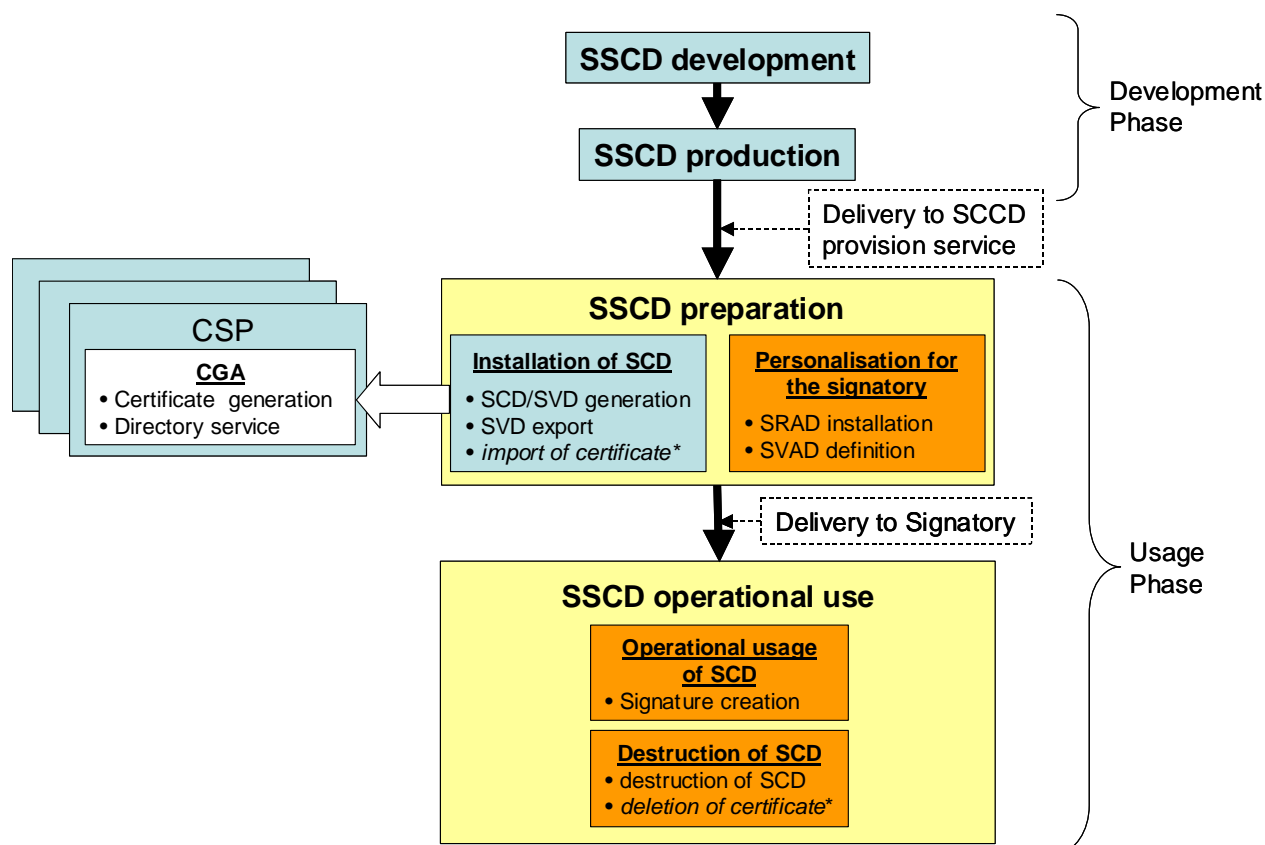 SSCD development
SSCD production
Development
Phase
Delivery to SCCD
provision service
SSCD preparation
CSP
CGA
• Certificate generation
• Directory service
Installation of SCD
• SCD/SVD generation
• SVD export
• import of certificate*
Personalisation for
the signatory
• SRAD installation
• SVAD definition
Delivery to Signatory
Usage
Phase
SSCD operational use
Operational usage
of SCD
• Signature creation
Destruction of SCD
• destruction of SCD
• deletion of certificate*